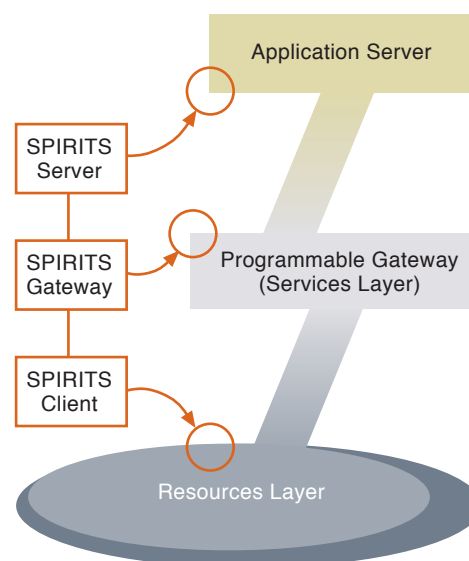 Application Server
SPIRITS
Server
SPIRITS
Gateway
Programmable Gateway
(Services Layer)
SPIRITS
Client
Resources Layer